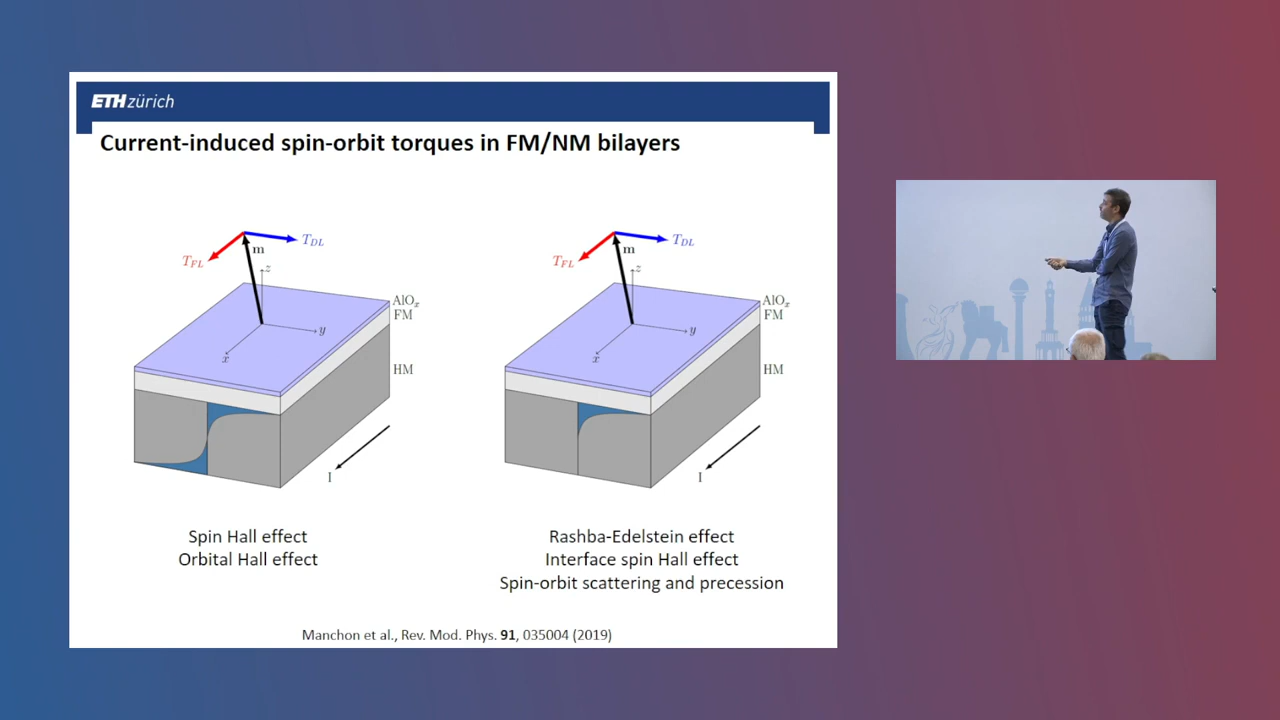 ETH zürich
Current-induced spin-orbit torques in FM/NM bilayers
T_FL
m
T_DL
z
y
x
AlOₓ
FM
HM
I
T_FL
m
T_DL
z
y
x
AlOₓ
FM
HM
I
Spin Hall effect
Orbital Hall effect
Rashba-Edelstein effect
Interface spin Hall effect
Spin-orbit scattering and precession
Manchon et al., Rev. Mod. Phys. 91, 035004 (2019)